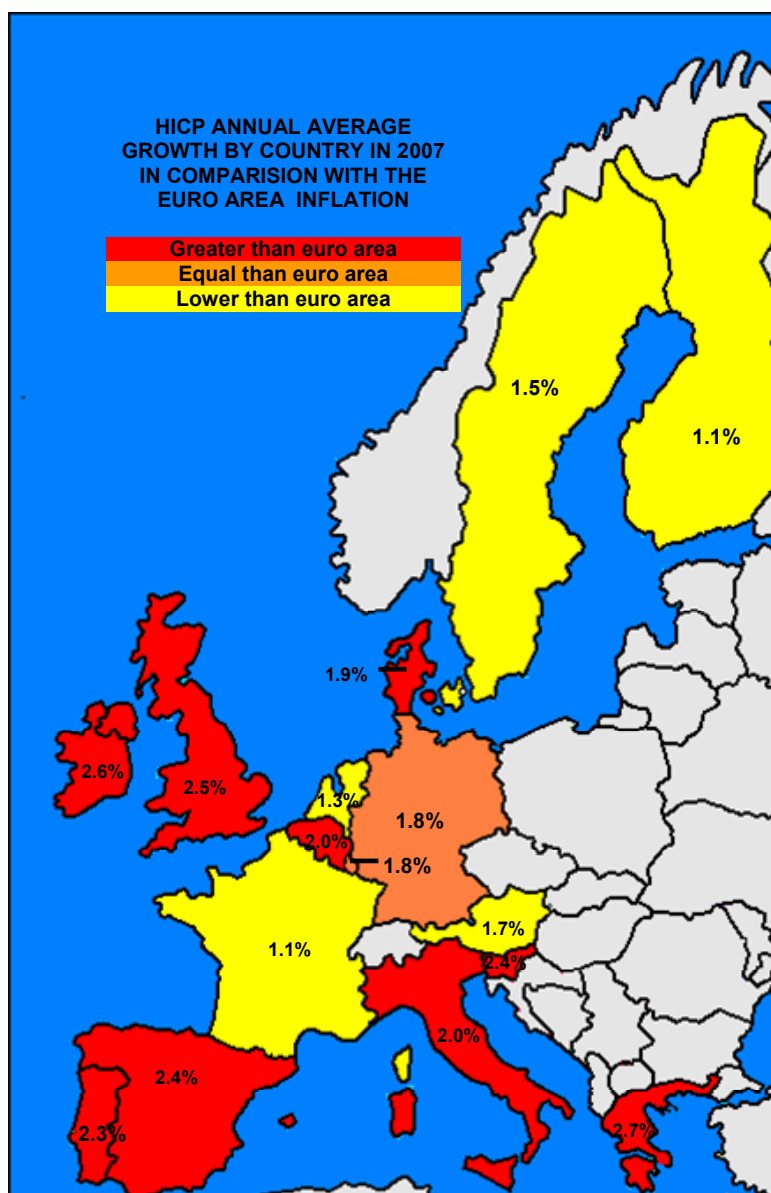 HICP ANNUAL AVERAGE
GROWTH BY COUNTRY IN 2007
IN COMPARISION WITH THE
EURO AREA INFLATION
Greater than euro area
Equal than euro area
Lower than euro area
1.5%
1.1%
1.9%
2.6%
2.5%
1.3%
1.8%
2.0%
1.8%
1.7%
1.1%
2.4%
2.0%
2.4%
2.3%
2.7%